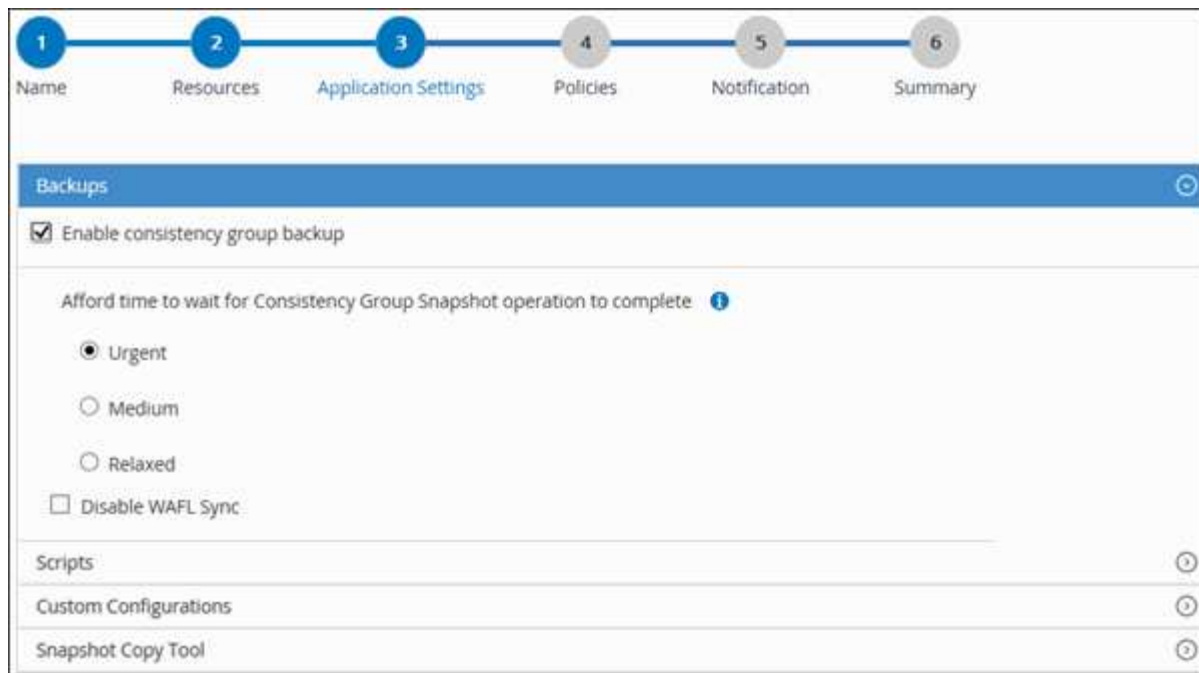 1 2 3 4 5 6
Name Resources Application Settings Policies Notification Summary
Backups
Enable consistency group backup
Afford time to wait for Consistency Group Snapshot operation to complete i
Urgent
Medium
Relaxed
Disable WAFL Sync
Scripts
Custom Configurations
Snapshot Copy Tool